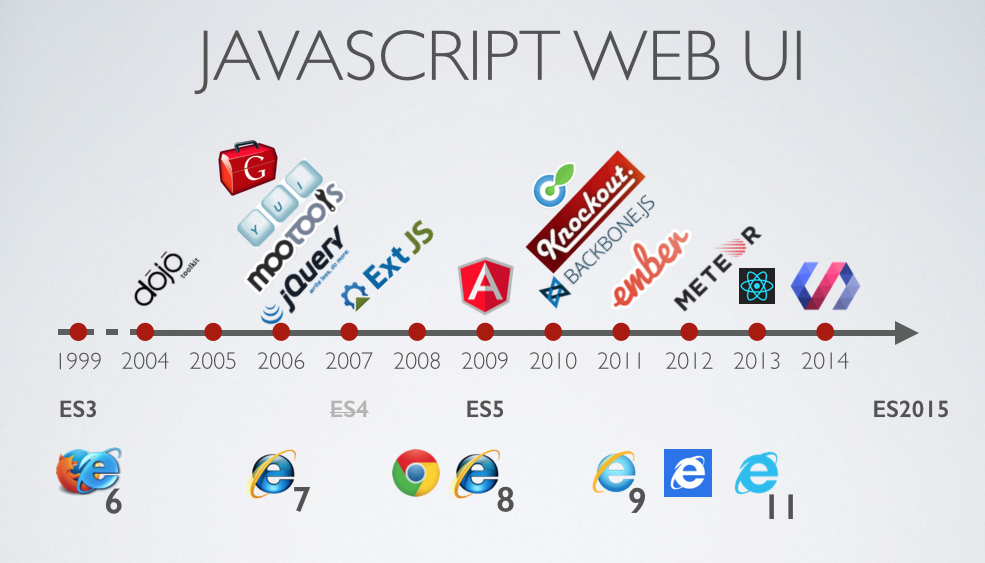 JAVASCRIPT WEB UI
G
Y U I
mootools
jQuery
write less, do more.
dōjō
toolkit
Ext JS
A
Knockout.
BACKBONE.JS
ember
METEOR
1999 2004 2005 2006 2007 2008 2009 2010 2011 2012 2013 2014
ES3 ES4 ES5 ES2015
6 7 8 9 11